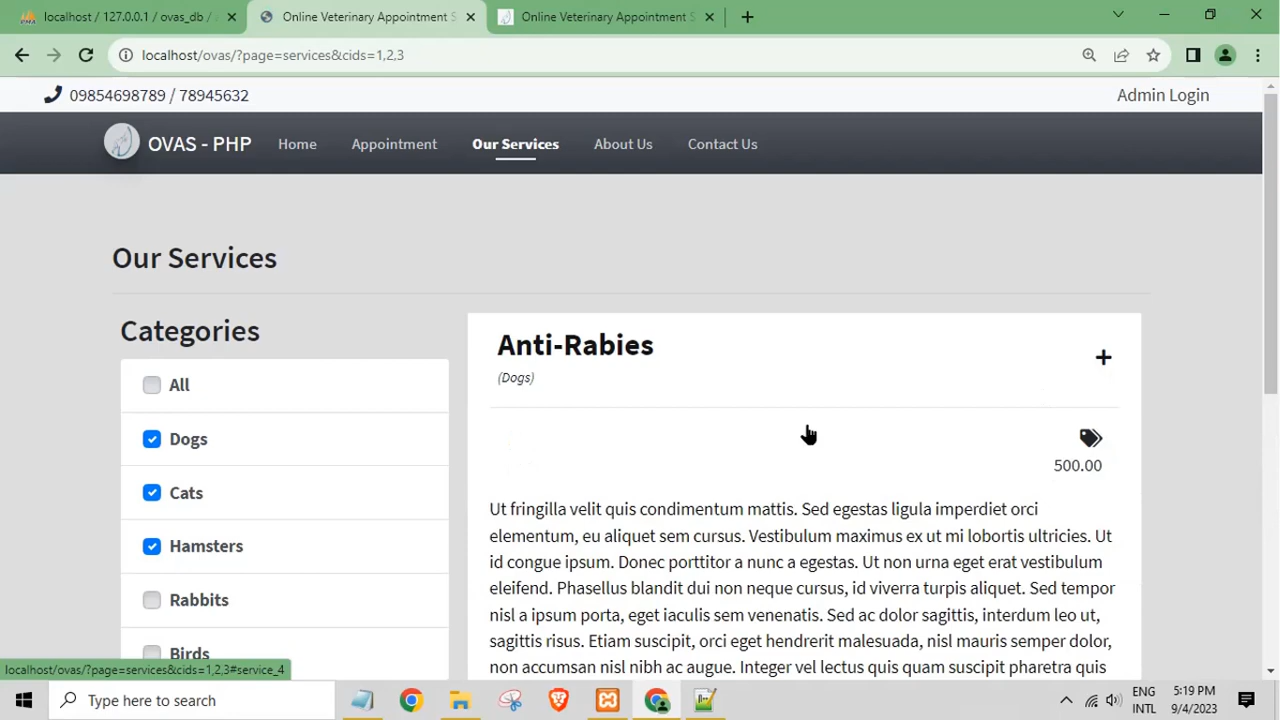 localhost / 127.0.0.1 / ovas_db /
Online Veterinary Appointment S
Online Veterinary Appointment S
localhost/ovas/?page=services&cids=1,2,3
09854698789 / 78945632
Admin Login
OVAS - PHP
Home
Appointment
Our Services
About Us
Contact Us
Our Services
Categories
All
Dogs
Cats
Hamsters
Rabbits
Birds
Anti-Rabies
(Dogs)
500.00
Ut fringilla velit quis condimentum mattis. Sed egestas ligula imperdiet orci
elementum, eu aliquet sem cursus. Vestibulum maximus ex ut mi lobortis ultricies. Ut
id congue ipsum. Donec porttitor a nunc a egestas. Ut non urna eget erat vestibulum
eleifend. Phasellus blandit dui non neque cursus, id viverra turpis aliquet. Sed tempor
nisl a ipsum porta, eget iaculis sem venenatis. Sed ac dolor sagittis, interdum leo ut,
sagittis risus. Etiam suscipit, orci eget hendrerit malesuada, nisl mauris semper dolor,
non accumsan nisl nibh ac augue. Integer vel lectus quis quam suscipit pharetra quis
localhost/ovas/?page=services&cids=1,2,3#service_4
Type here to search
ENG
INTL
5:19 PM
9/4/2023